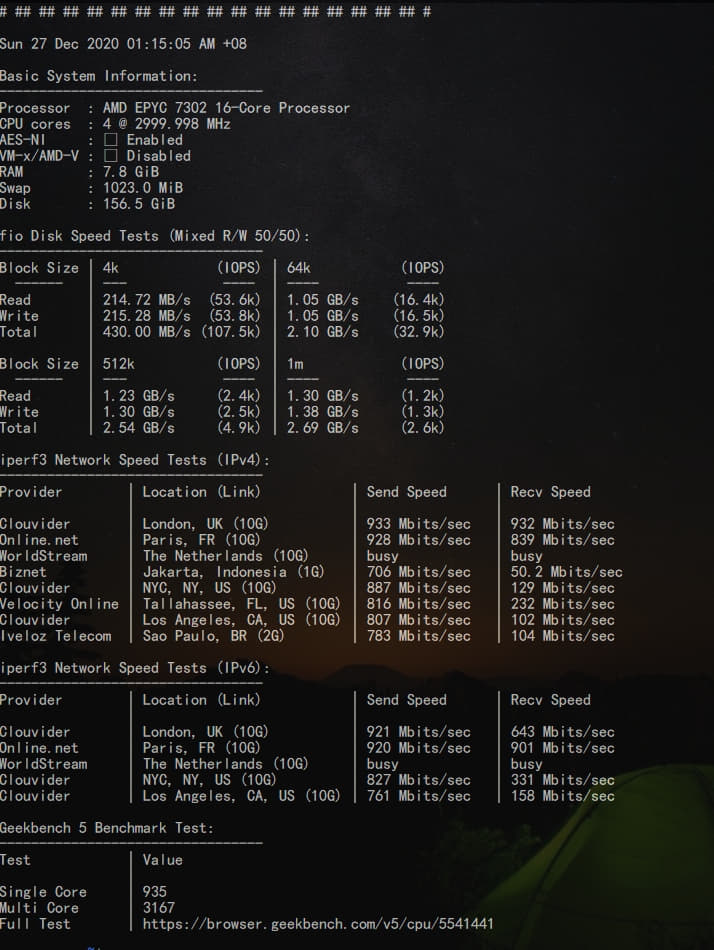 # ## ## ## ## ## ## ## ## ## ## ## ## ## ## ## ## #
Sun 27 Dec 2020 01:15:05 AM +08
Basic System Information:
---------------------------------
Processor  : AMD EPYC 7302 16-Core Processor
CPU cores  : 4 @ 2999.998 MHz
AES-NI     : □ Enabled
VM-x/AMD-V : □ Disabled
RAM        : 7.8 GiB
Swap       : 1023.0 MiB
Disk       : 156.5 GiB
fio Disk Speed Tests (Mixed R/W 50/50):
---------------------------------
Block Size | 4k            (IOPS) | 64k           (IOPS)
  ------   | ---            ----  | ----           ----
Read       | 214.72 MB/s  (53.6k) | 1.05 GB/s    (16.4k)
Write      | 215.28 MB/s  (53.8k) | 1.05 GB/s    (16.5k)
Total      | 430.00 MB/s (107.5k) | 2.10 GB/s    (32.9k)
Block Size | 512k          (IOPS) | 1m            (IOPS)
  ------   | ---            ----  | ----           ----
Read       | 1.23 GB/s     (2.4k) | 1.30 GB/s     (1.2k)
Write      | 1.30 GB/s     (2.5k) | 1.38 GB/s     (1.3k)
Total      | 2.54 GB/s     (4.9k) | 2.69 GB/s     (2.6k)
iperf3 Network Speed Tests (IPv4):
---------------------------------
Provider        | Location (Link)           | Send Speed      | Recv Speed
Clouvider       | London, UK (10G)          | 933 Mbits/sec   | 932 Mbits/sec
Online.net      | Paris, FR (10G)           | 928 Mbits/sec   | 839 Mbits/sec
WorldStream     | The Netherlands (10G)     | busy            | busy
Biznet          | Jakarta, Indonesia (1G)   | 706 Mbits/sec   | 50.2 Mbits/sec
Clouvider       | NYC, NY, US (10G)         | 887 Mbits/sec   | 129 Mbits/sec
Velocity Online | Tallahassee, FL, US (10G) | 816 Mbits/sec   | 232 Mbits/sec
Clouvider       | Los Angeles, CA, US (10G) | 807 Mbits/sec   | 102 Mbits/sec
Iveloz Telecom  | Sao Paulo, BR (2G)        | 783 Mbits/sec   | 104 Mbits/sec
iperf3 Network Speed Tests (IPv6):
---------------------------------
Provider        | Location (Link)           | Send Speed      | Recv Speed
Clouvider       | London, UK (10G)          | 921 Mbits/sec   | 643 Mbits/sec
Online.net      | Paris, FR (10G)           | 920 Mbits/sec   | 901 Mbits/sec
WorldStream     | The Netherlands (10G)     | busy            | busy
Clouvider       | NYC, NY, US (10G)         | 827 Mbits/sec   | 331 Mbits/sec
Clouvider       | Los Angeles, CA, US (10G) | 761 Mbits/sec   | 158 Mbits/sec
Geekbench 5 Benchmark Test:
---------------------------------
Test            | Value
Single Core     | 935
Multi Core      | 3167
Full Test       | https://browser.geekbench.com/v5/cpu/5541441